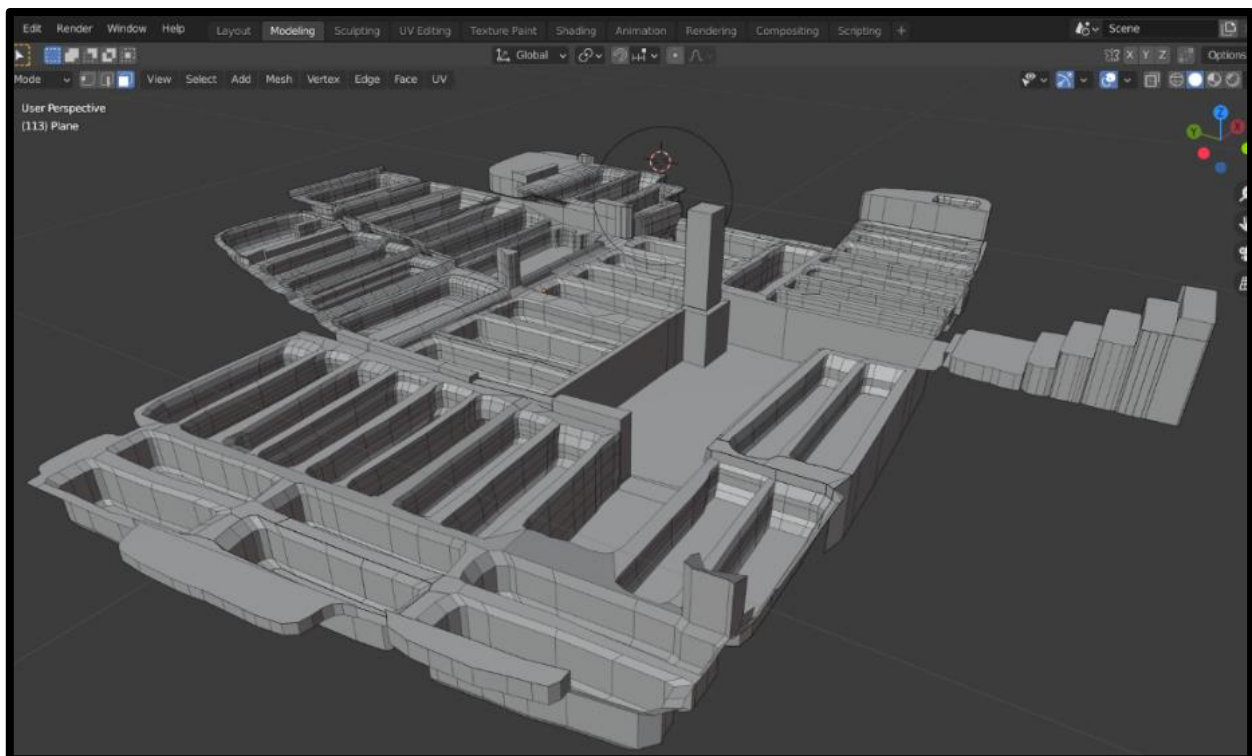 Edit Render Window Help Layout Modeling Sculpting UV Editing Texture Paint Shading Animation Rendering Compositing Scripting + Scene
Global X Y Z Options
Mode View Select Add Mesh Vertex Edge Face UV
User Perspective
(113) Plane
Z
Y X